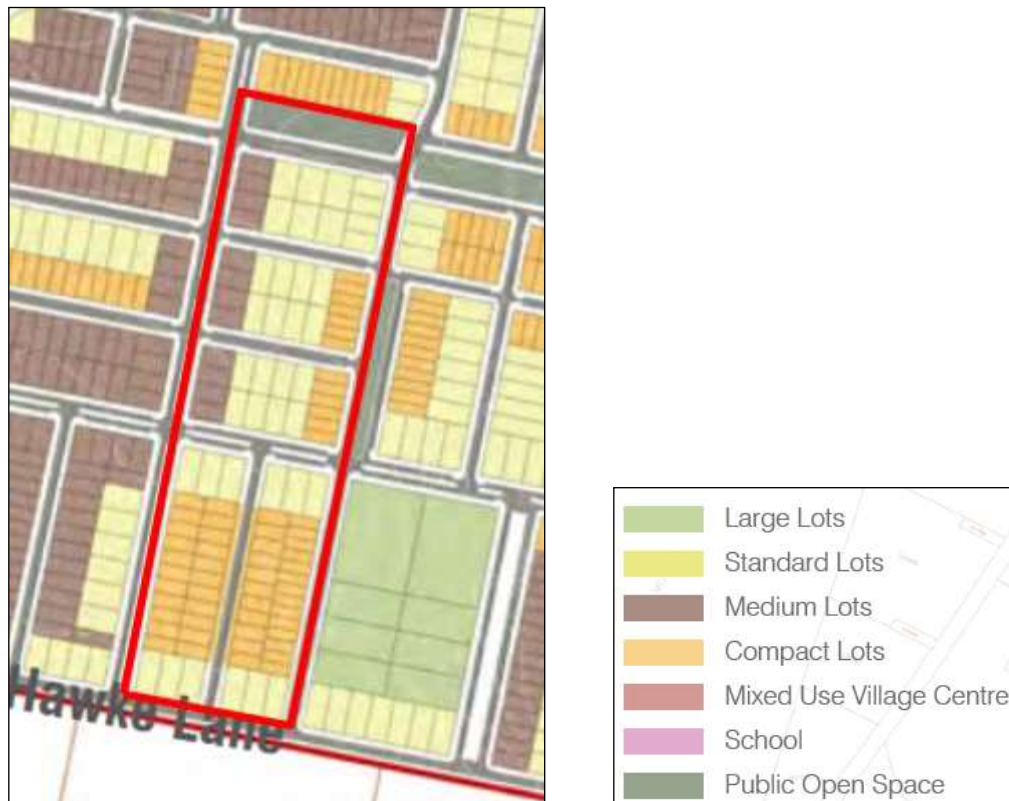 Hawke Lane
Large Lots
Standard Lots
Medium Lots
Compact Lots
Mixed Use Village Centre
School
Public Open Space